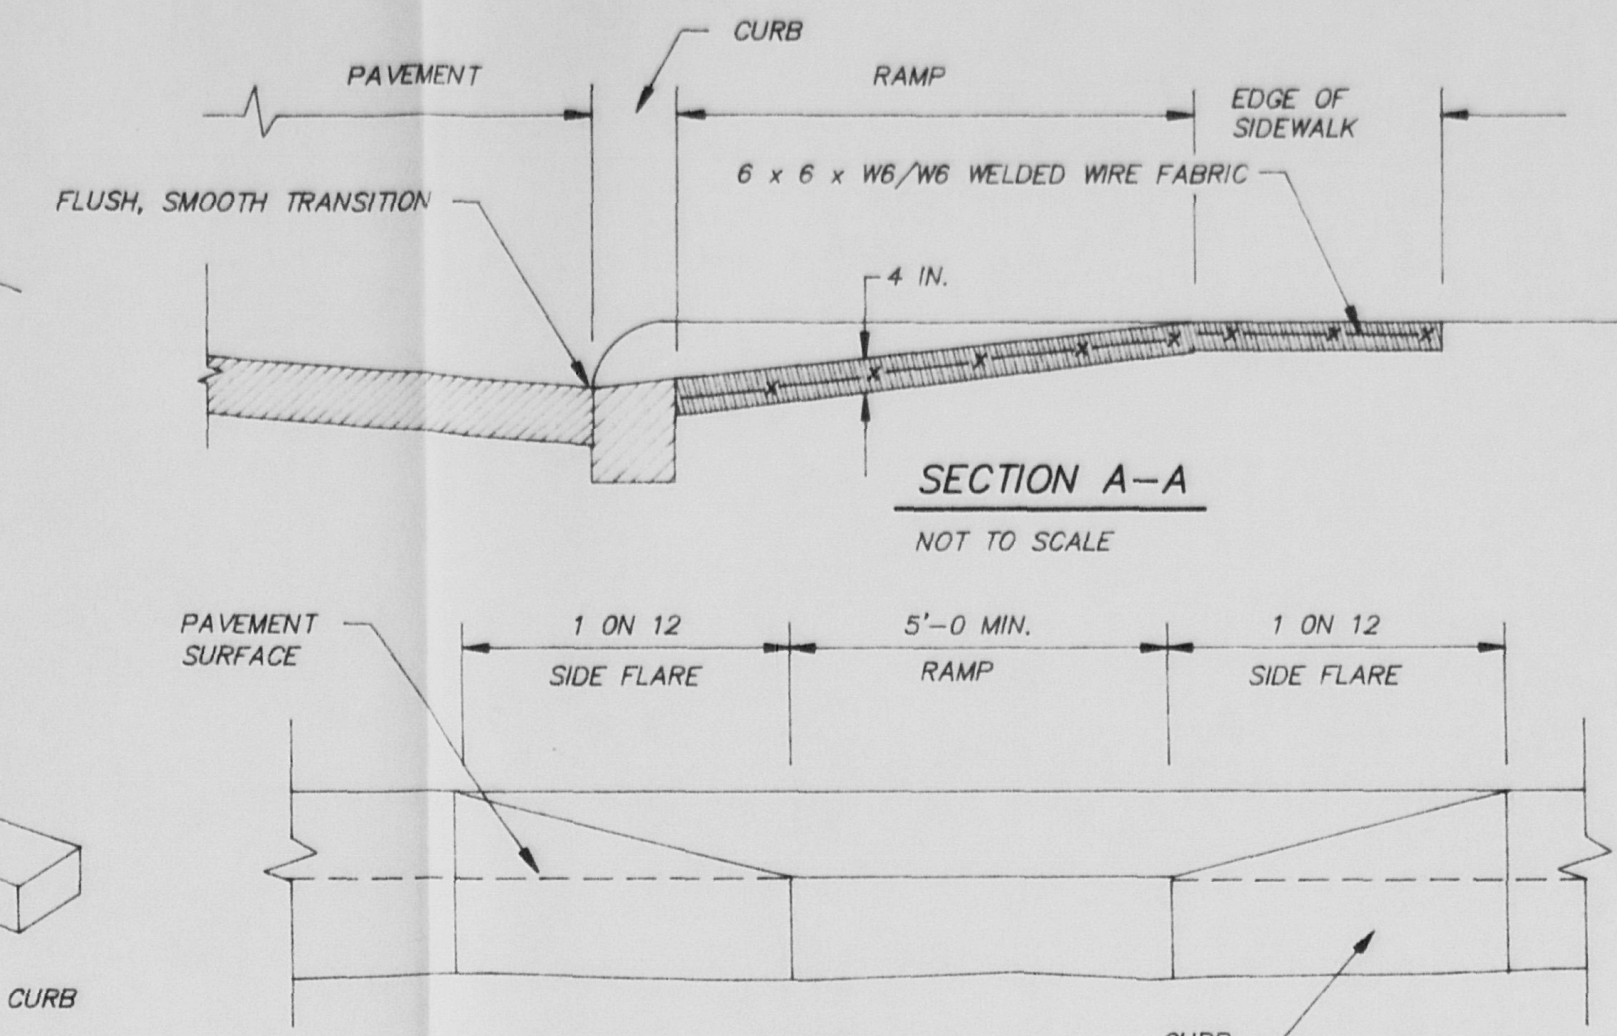 CURB
PAVEMENT
RAMP
EDGE OF
SIDEWALK
6 x 6 x W6/W6 WELDED WIRE FABRIC
FLUSH, SMOOTH TRANSITION
4 IN.
SECTION A-A
NOT TO SCALE
PAVEMENT
SURFACE
1 ON 12
SIDE FLARE
5'-0 MIN.
RAMP
1 ON 12
SIDE FLARE
CURB
CURB